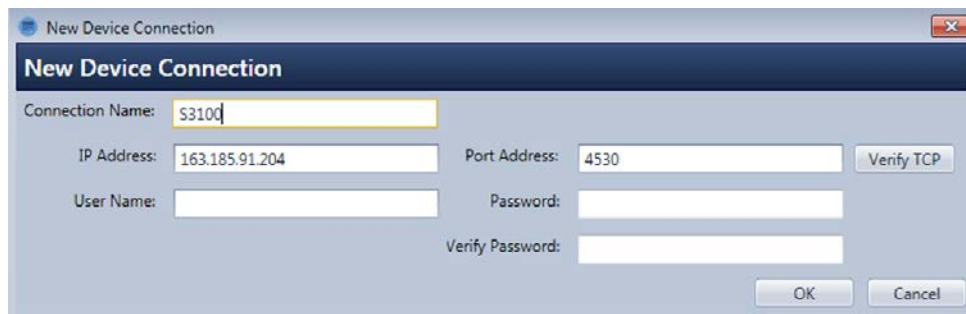 New Device Connection
New Device Connection
Connection Name: S3100
IP Address: 163.185.91.204 Port Address: 4530 Verify TCP
User Name: Password:
Verify Password:
OK Cancel